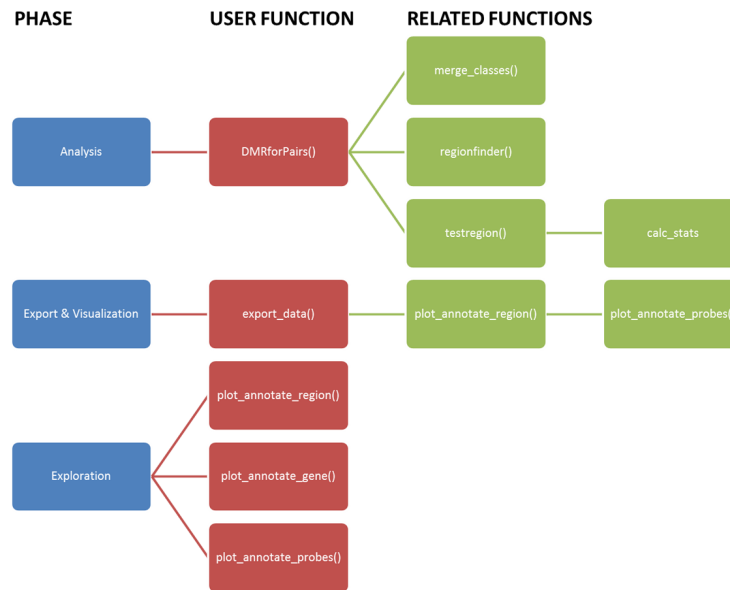 PHASE USER FUNCTION RELATED FUNCTIONS
merge_classes()
Analysis DMRforPairs() regionfinder()
testregion() calc_stats
Export & Visualization export_data() plot_annotate_region() plot_annotate_probes(
plot_annotate_region()
Exploration plot_annotate_gene()
plot_annotate_probes()